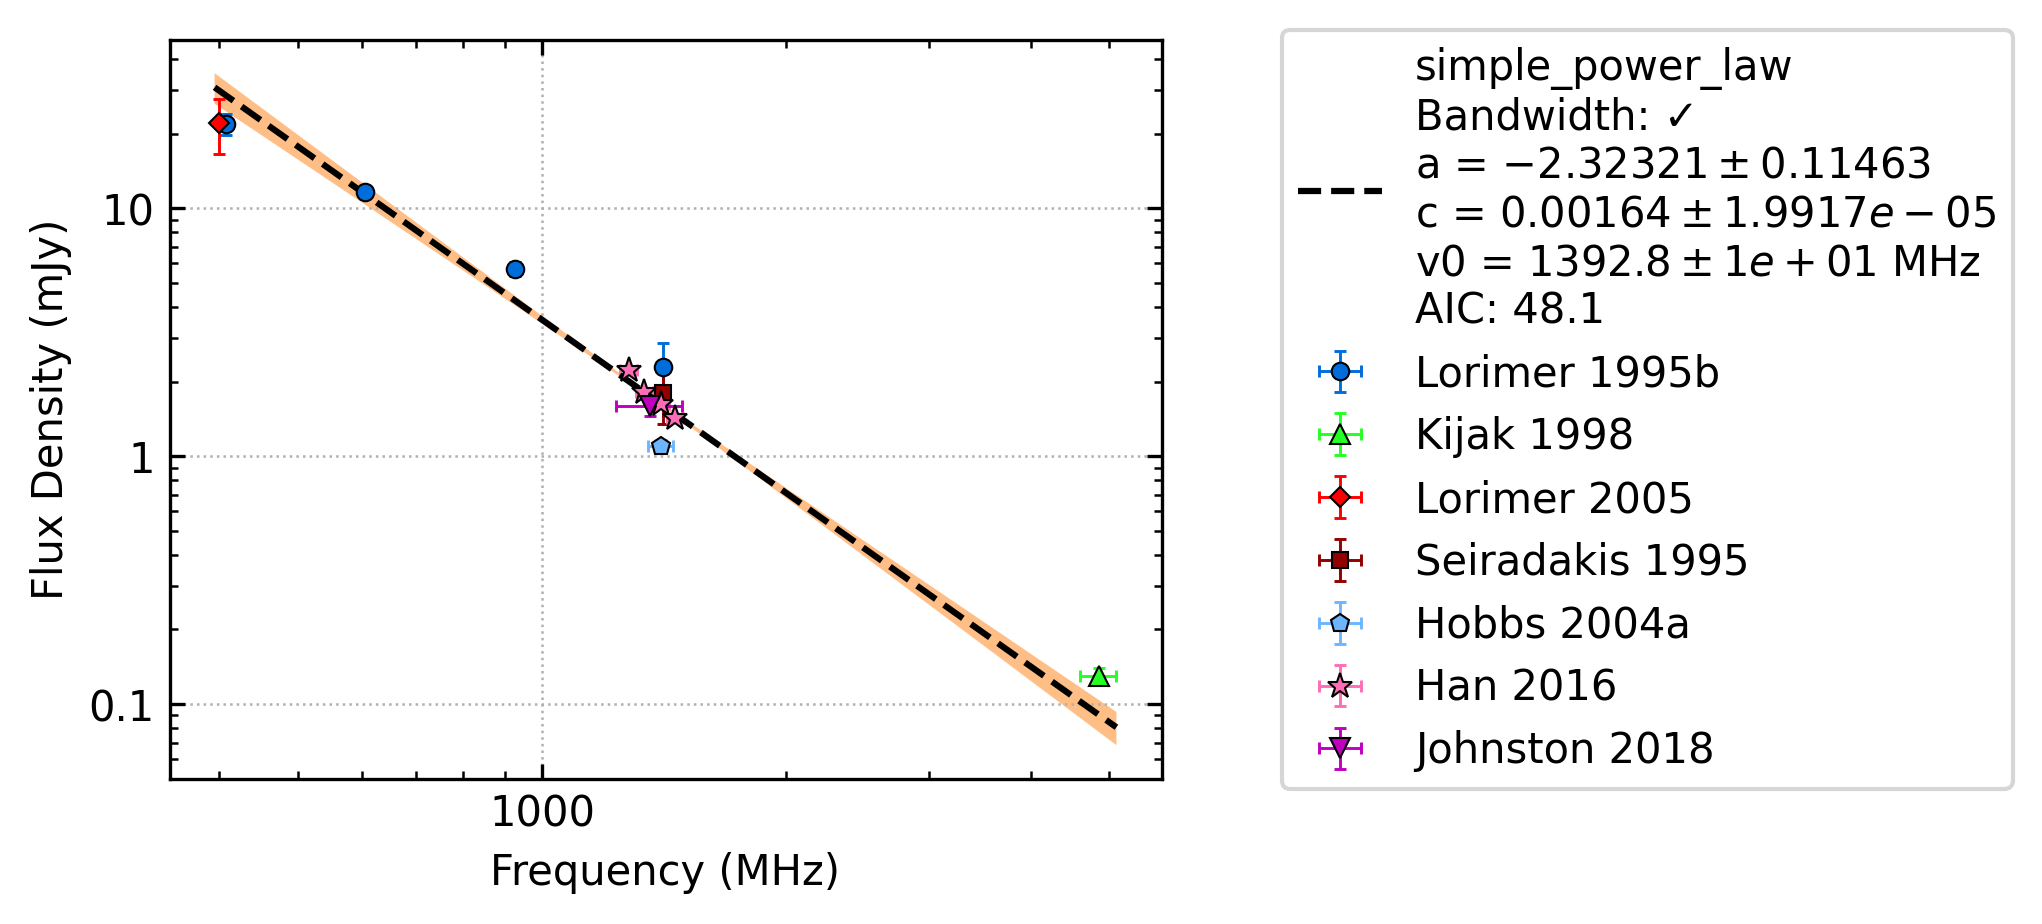 10
1
0.1
Flux Density (mJy)
1000
Frequency (MHz)
simple_power_law
Bandwidth: ✓
a = −2.32321 ± 0.11463
c = 0.00164 ± 1.9917e − 05
v0 = 1392.8 ± 1e + 01 MHz
AIC: 48.1
Lorimer 1995b
Kijak 1998
Lorimer 2005
Seiradakis 1995
Hobbs 2004a
Han 2016
Johnston 2018